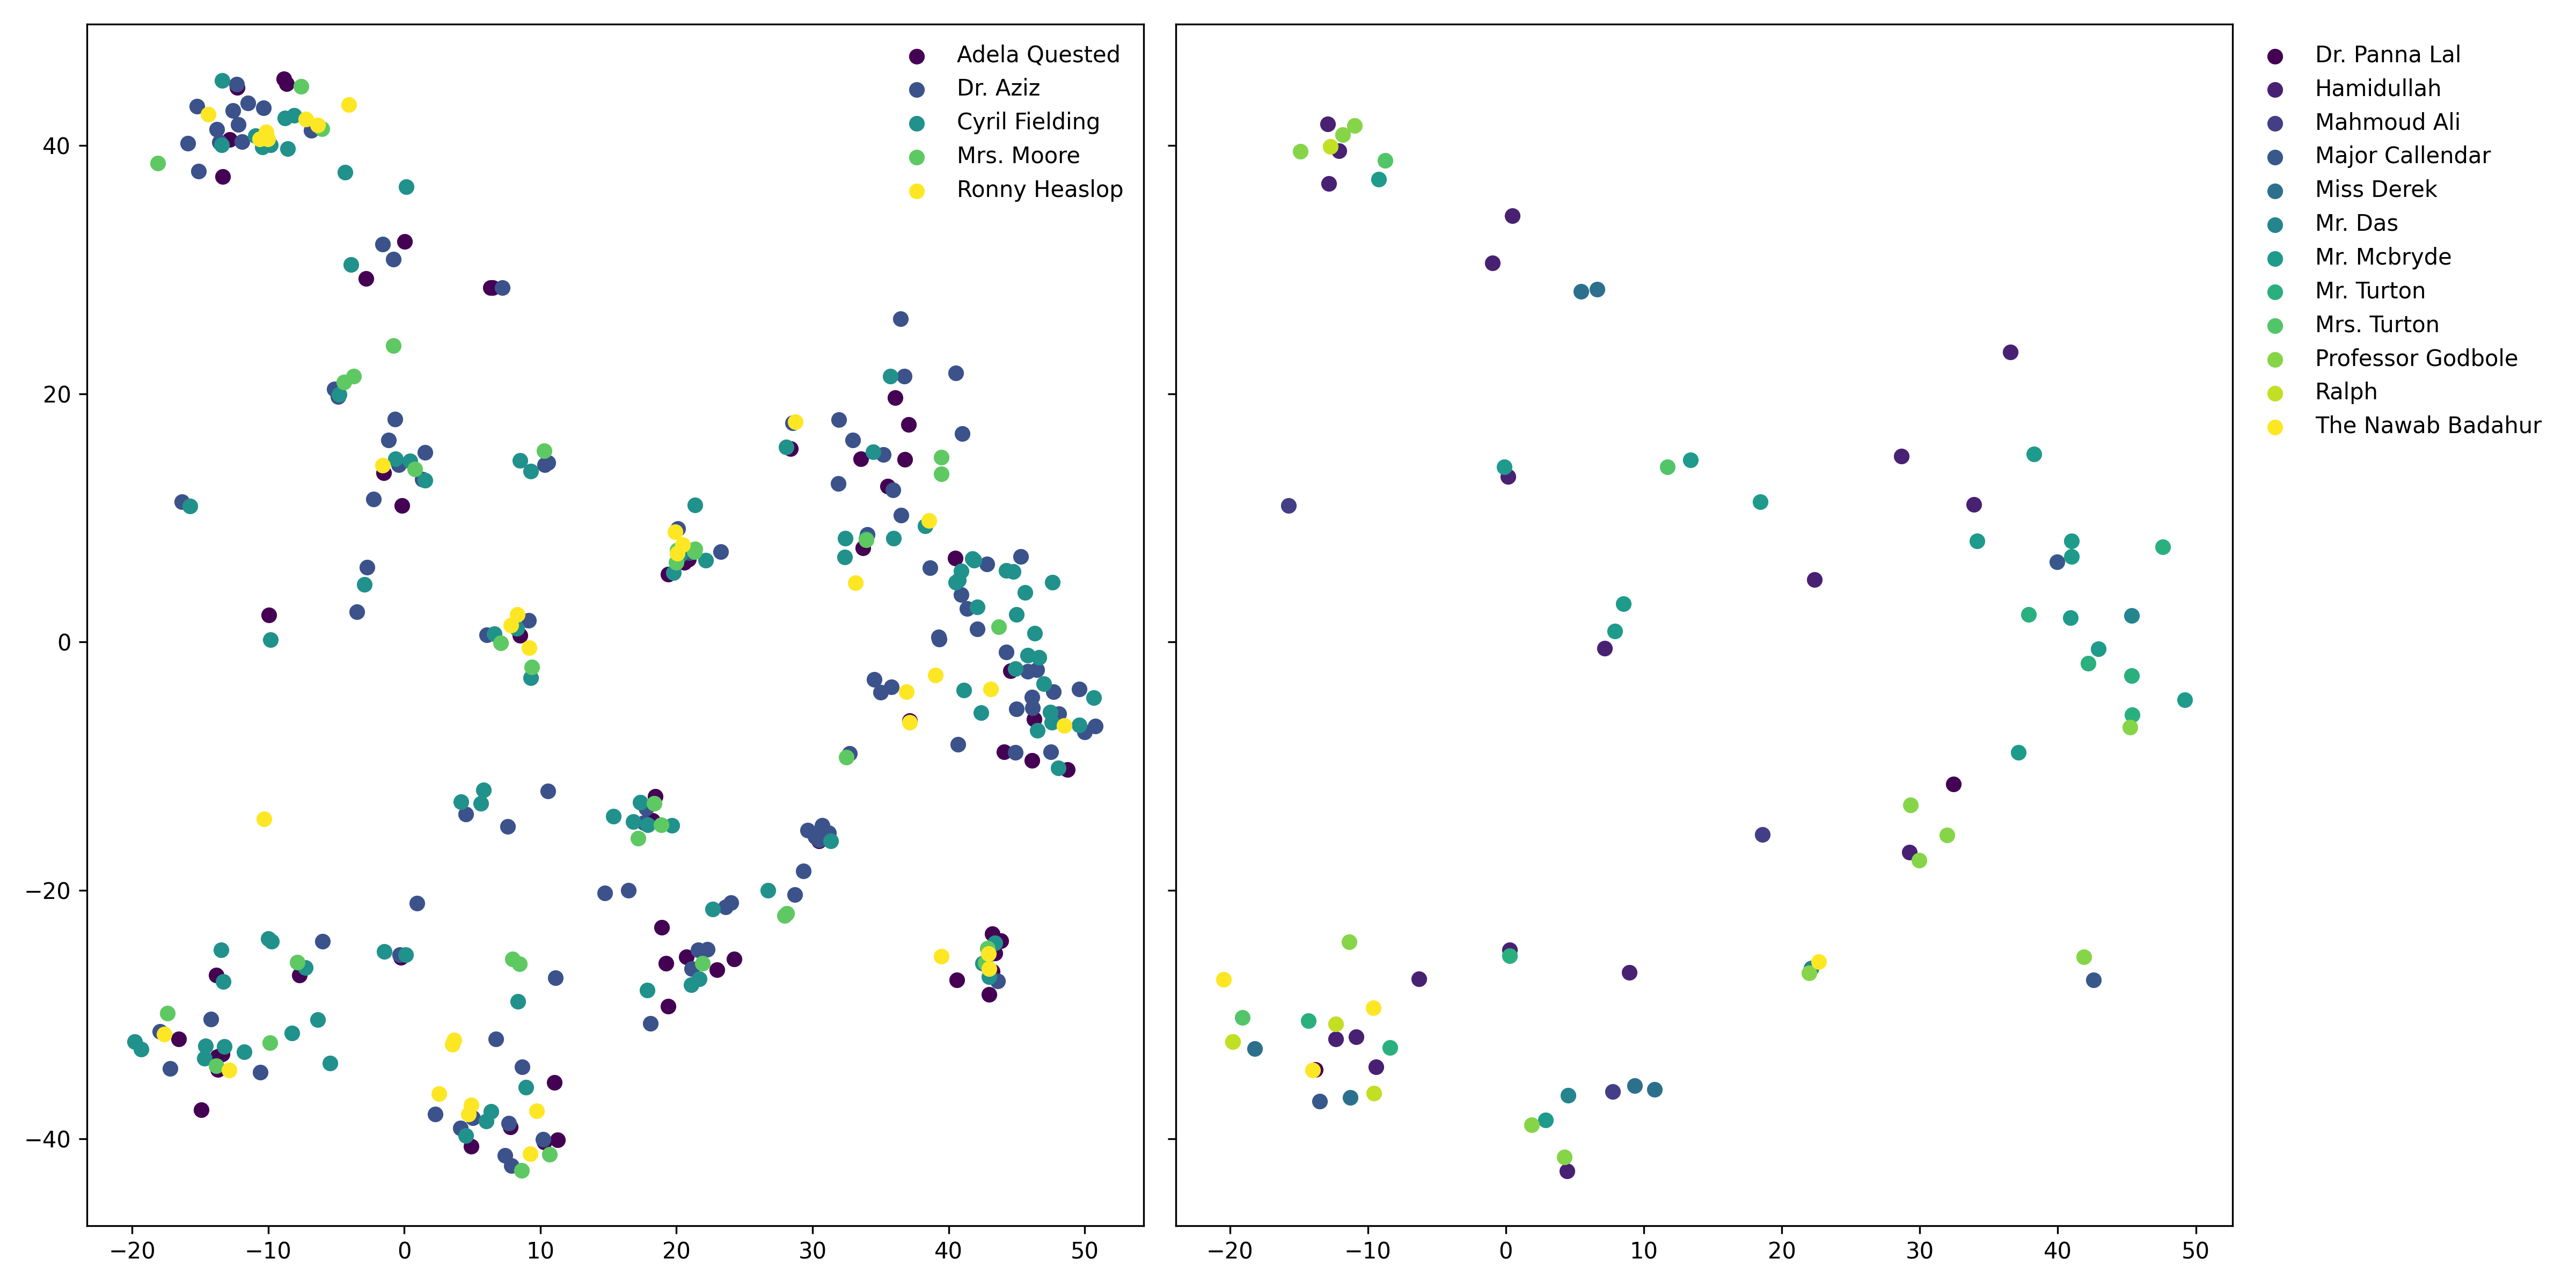 Adela Quested
Dr. Aziz
Cyril Fielding
Mrs. Moore
Ronny Heaslop
40
20
0
−20
−40
−20 −10 0 10 20 30 40 50
Dr. Panna Lal
Hamidullah
Mahmoud Ali
Major Callendar
Miss Derek
Mr. Das
Mr. Mcbryde
Mr. Turton
Mrs. Turton
Professor Godbole
Ralph
The Nawab Badahur
−20 −10 0 10 20 30 40 50